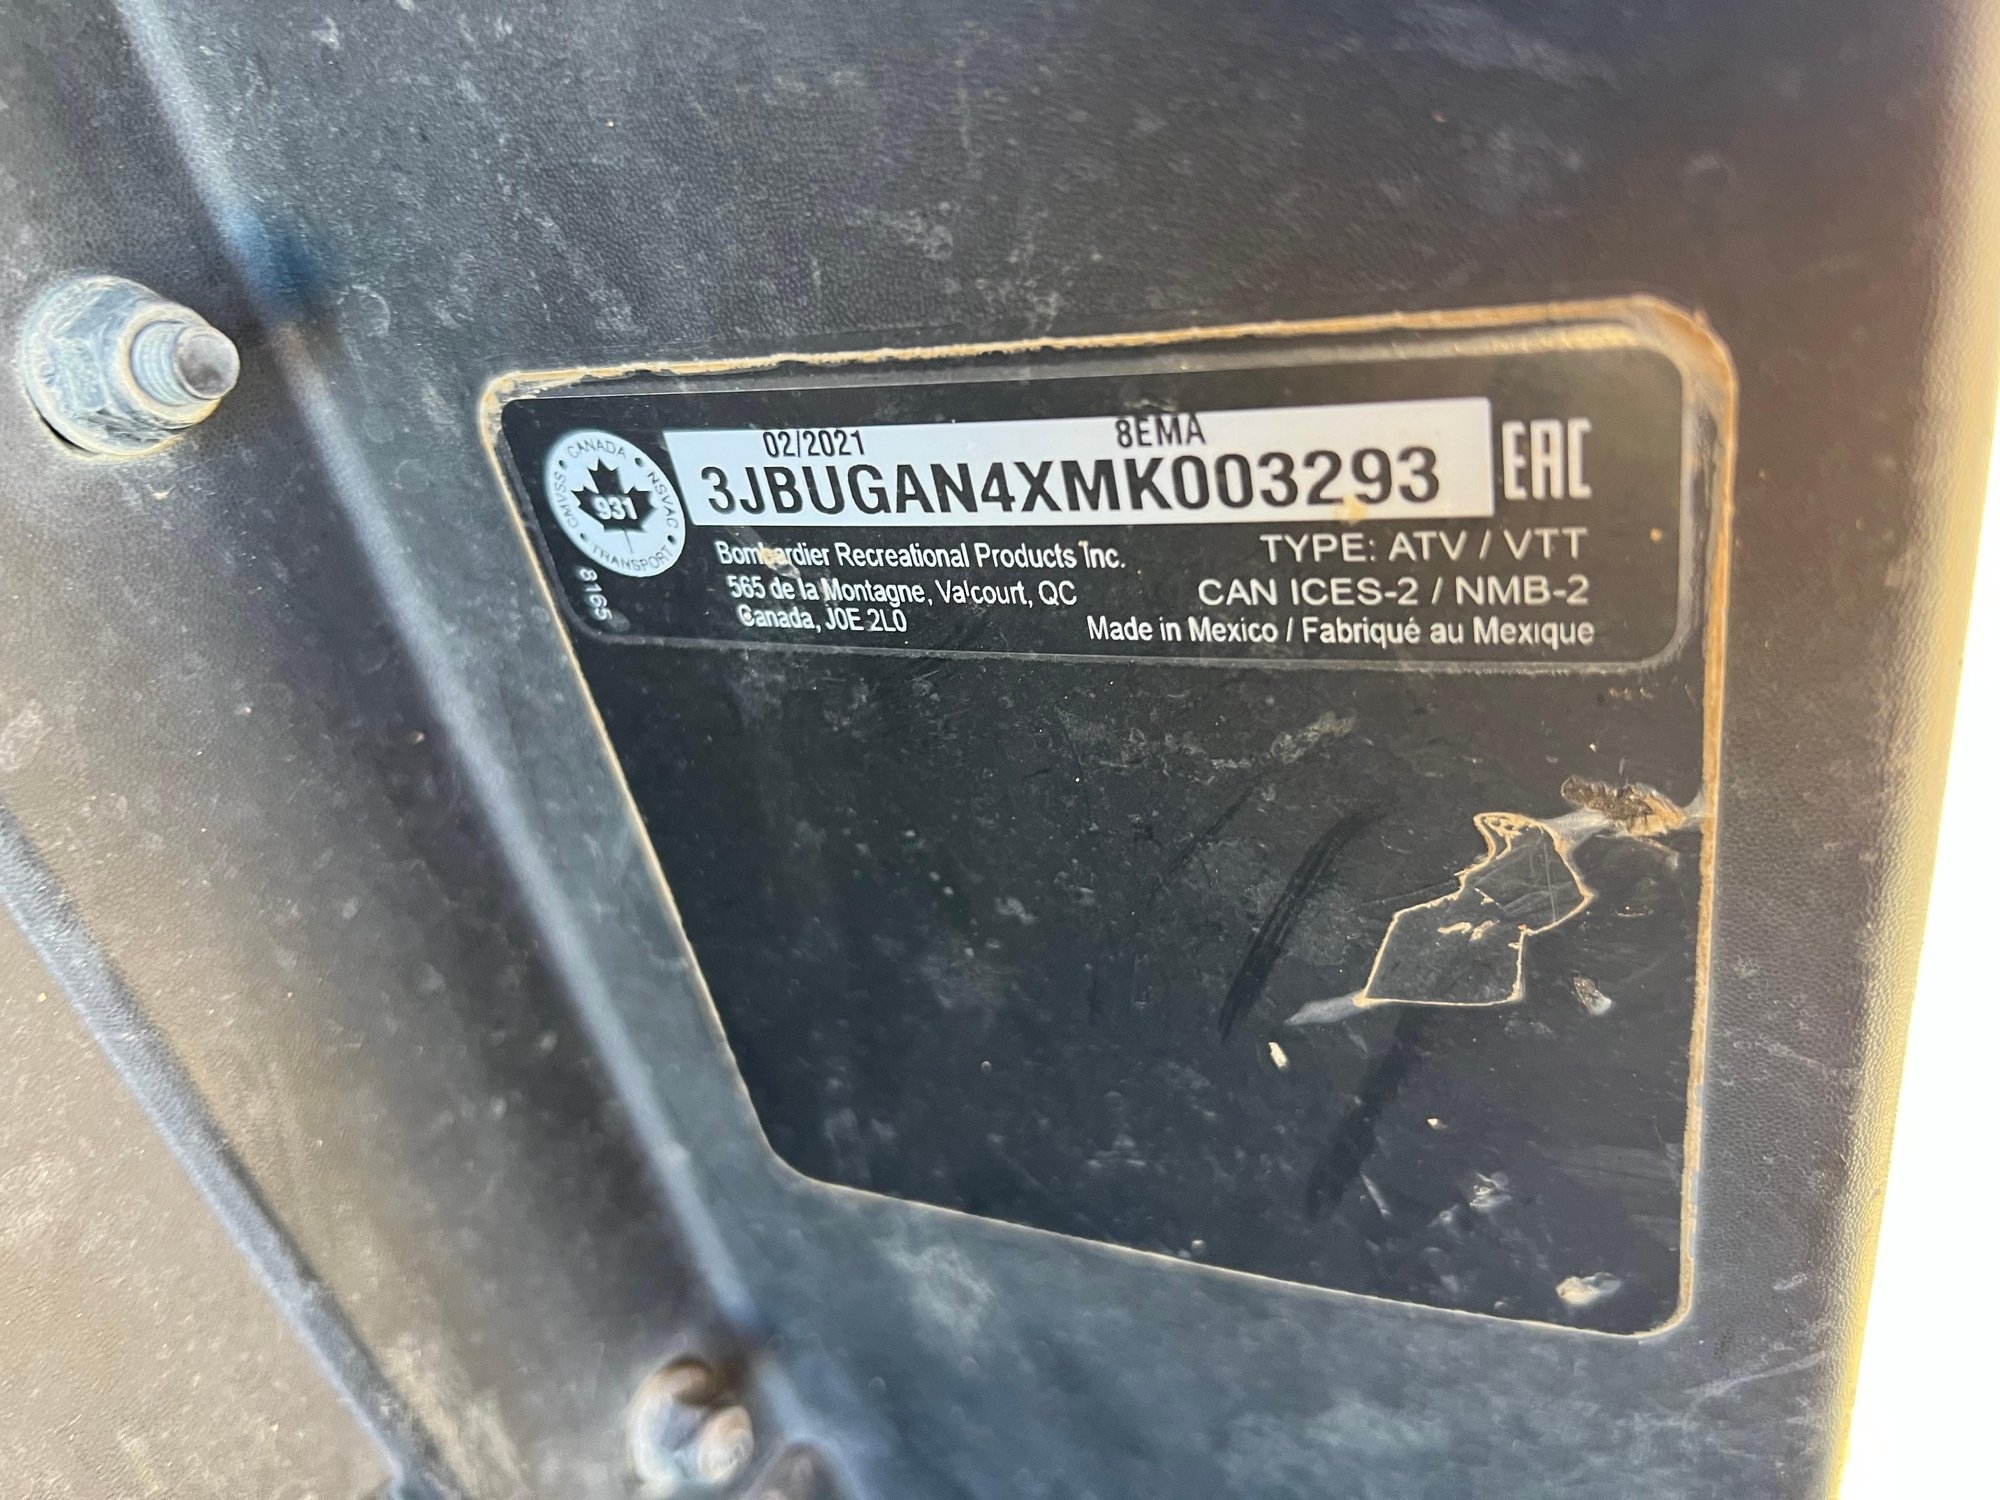 02/2021 8EMA
3JBUGAN4XMK003293
EAC
CANADA
NSVAC
TRANSPORT
CMVSS
931
8165
Bombardier Recreational Products Inc.
565 de la Montagne, Valcourt, QC
Canada, J0E 2L0
TYPE: ATV / VTT
CAN ICES-2 / NMB-2
Made in Mexico / Fabriqué au Mexique